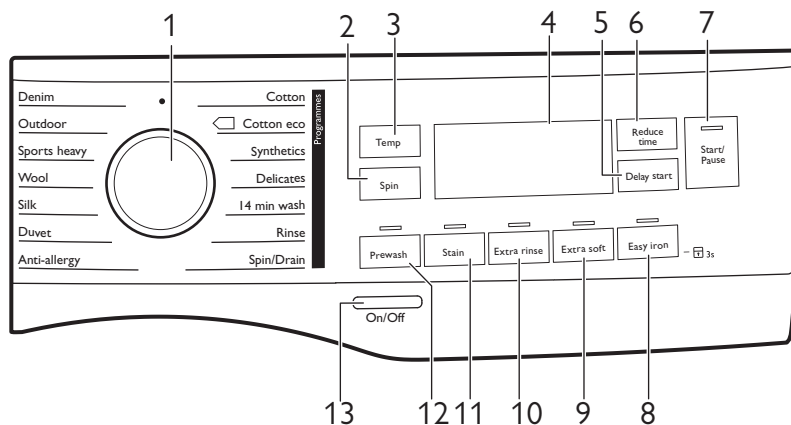 1
2
3
4
5
6
7
Denim
Outdoor
Sports heavy
Wool
Silk
Duvet
Anti-allergy
Cotton
Cotton eco
Synthetics
Delicates
14 min wash
Rinse
Spin/Drain
Programmes
Temp
Spin
Reduce
time
Delay start
Start/
Pause
Prewash
Stain
Extra rinse
Extra soft
Easy iron
3s
On/Off
13
12
11
10
9
8